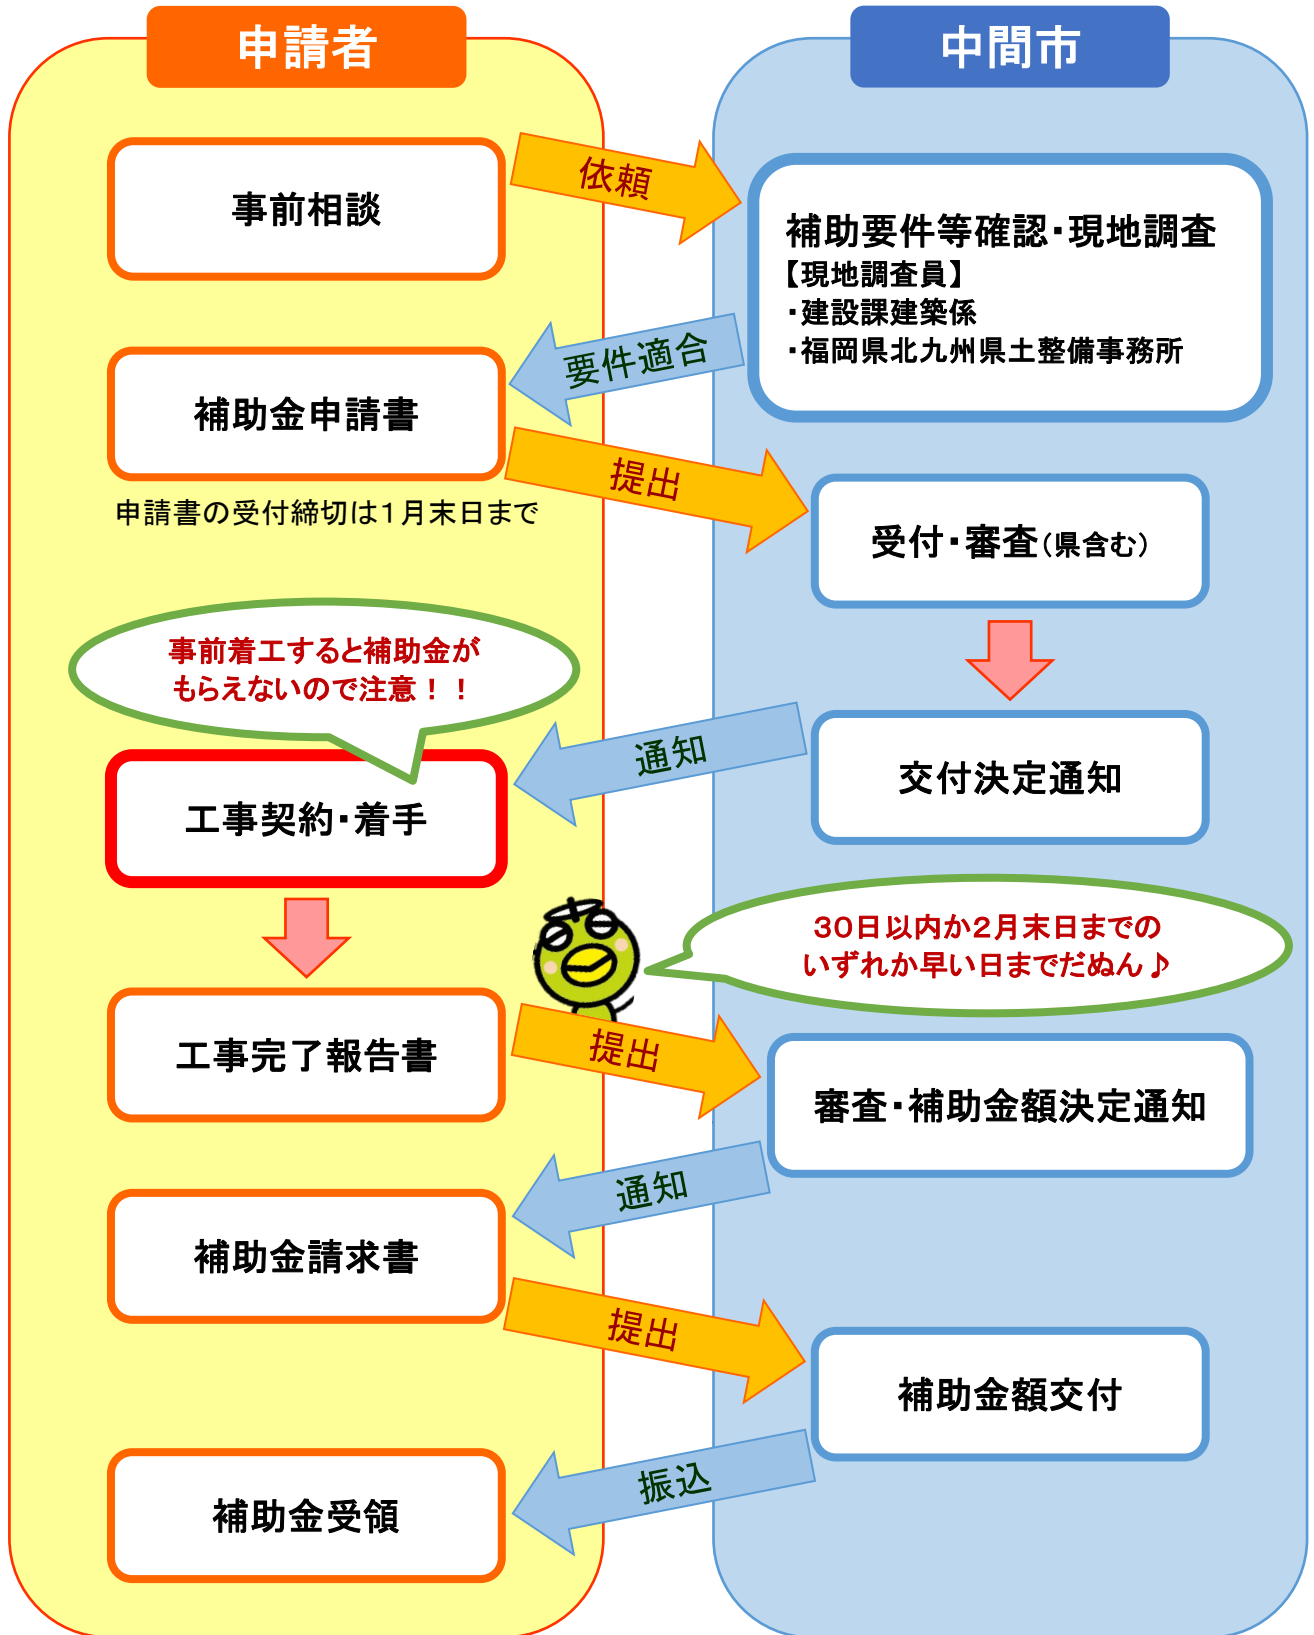 申請者
中間市
事前相談
依頼
補助要件等確認・現地調査
【現地調査員】
・建設課建築係
・福岡県北九州県土整備事務所
要件適合
補助金申請書
申請書の受付締切は１月末日まで
提出
受付・審査（県含む）
事前着工すると補助金が
もらえないので注意！！
交付決定通知
通知
工事契約・着手
３０日以内か２月末日までの
いずれか早い日までだぬん♪
工事完了報告書
提出
審査・補助金額決定通知
通知
補助金請求書
提出
補助金額交付
振込
補助金受領